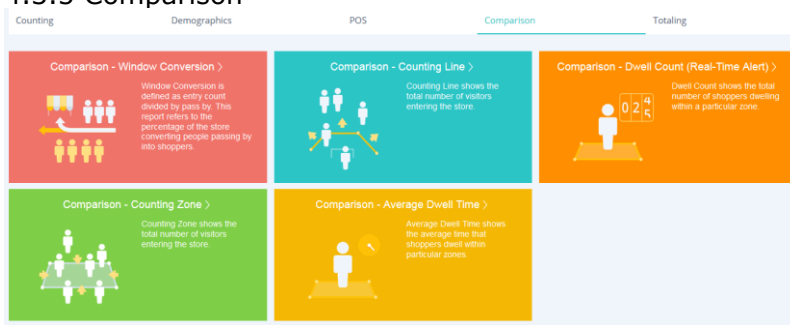 4.3.5 Comparison
Counting
Demographics
POS
Comparison
Totaling
Comparison - Window Conversion >
Window Conversion is
defined as entry count
divided by pass by. This
report refers to the
percentage of the store
converting people passing by
into shoppers.
Comparison - Counting Line >
Counting Line shows the
total number of visitors
entering the store.
Comparison - Dwell Count (Real-Time Alert) >
Dwell Count shows the total
number of shoppers dwelling
within a particular zone.
0 2 4
5
Comparison - Counting Zone >
Counting Zone shows the
total number of visitors
entering the store.
Comparison - Average Dwell Time >
Average Dwell Time shows
the average time that
shoppers dwell within
particular zones.